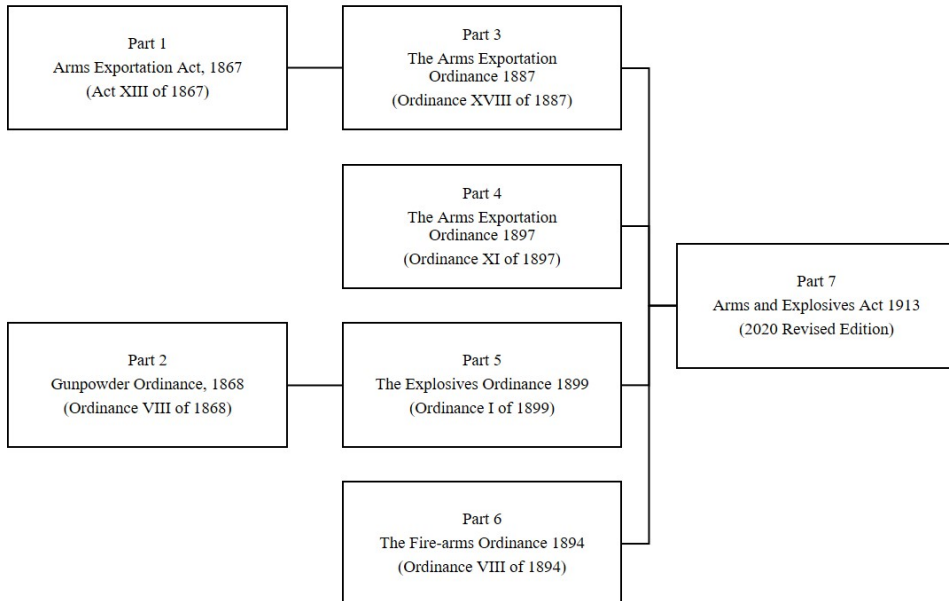 Part 1
Arms Exportation Act, 1867
(Act XIII of 1867)
Part 3
The Arms Exportation
Ordinance 1887
(Ordinance XVIII of 1887)
Part 4
The Arms Exportation
Ordinance 1897
(Ordinance XI of 1897)
Part 2
Gunpowder Ordinance, 1868
(Ordinance VIII of 1868)
Part 5
The Explosives Ordinance 1899
(Ordinance I of 1899)
Part 6
The Fire-arms Ordinance 1894
(Ordinance VIII of 1894)
Part 7
Arms and Explosives Act 1913
(2020 Revised Edition)